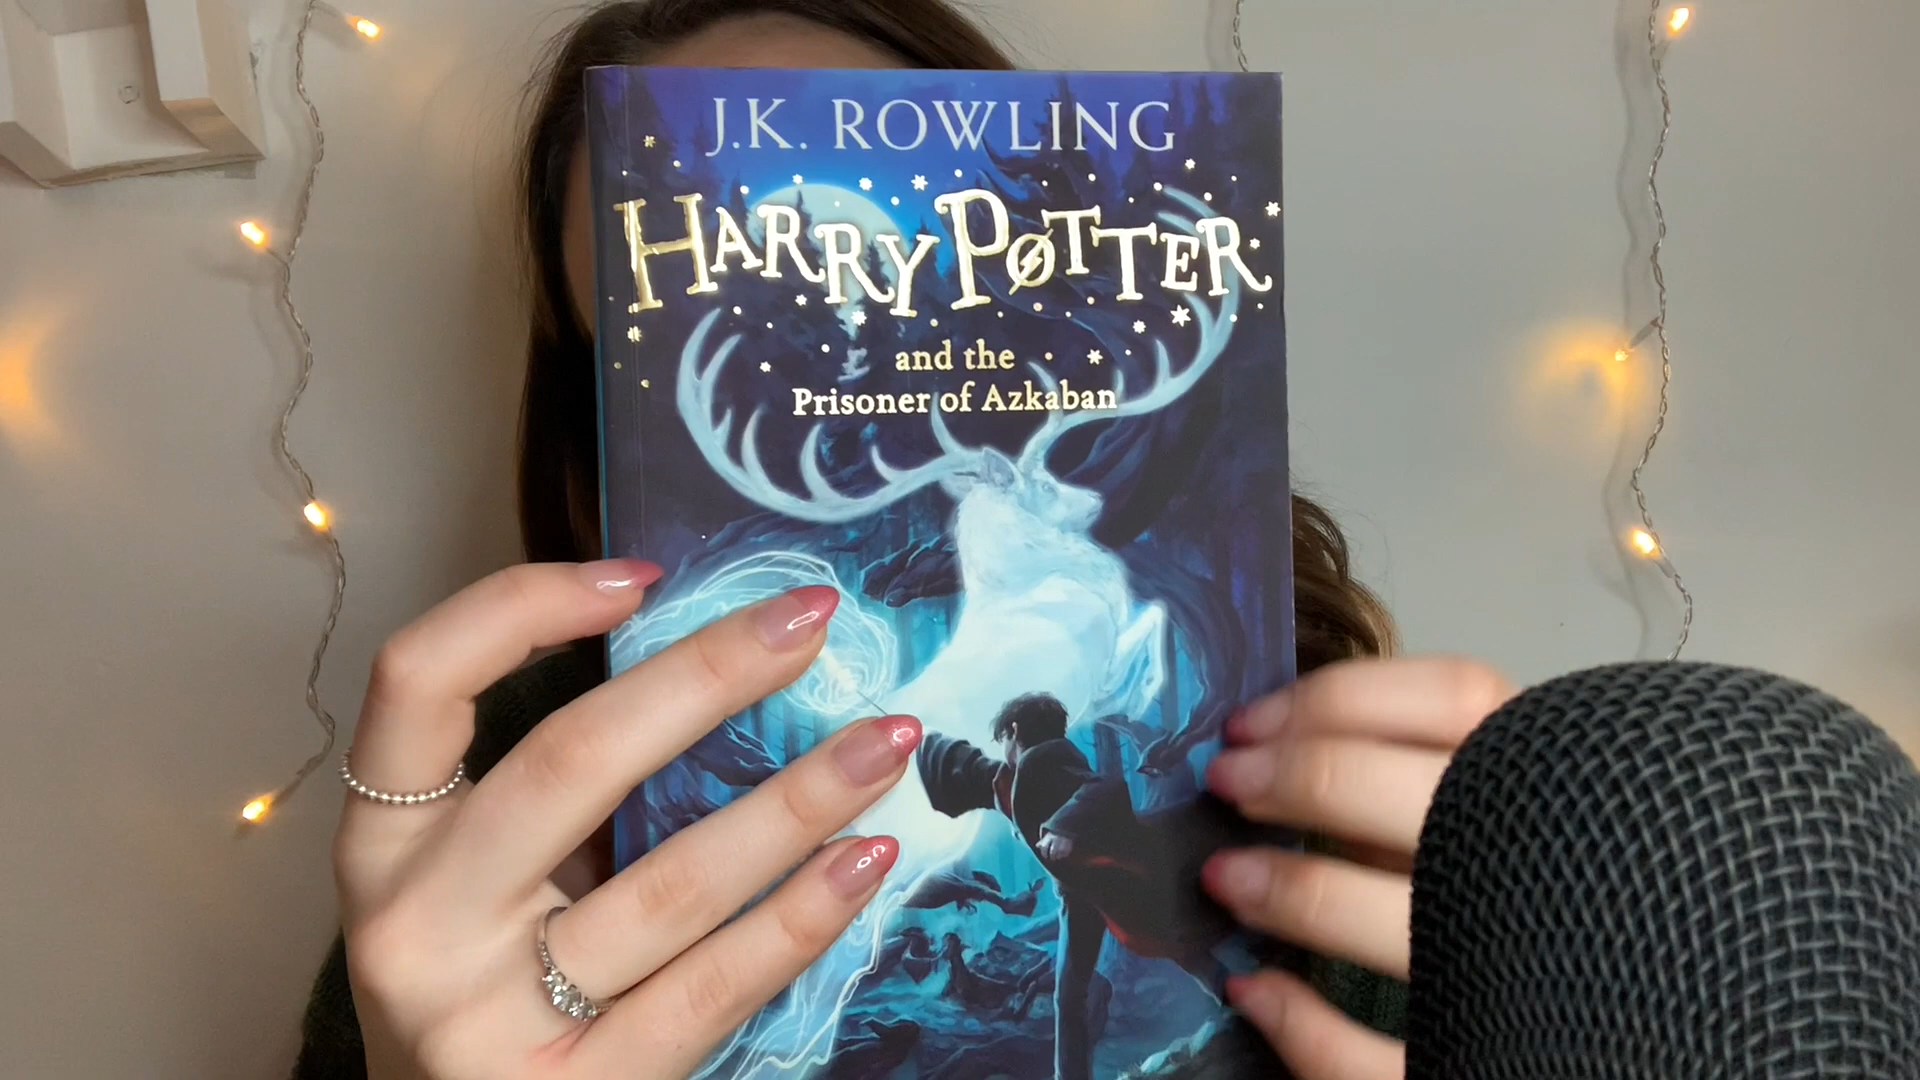 J.K. ROWLING
HARRY POTTER
and the
Prisoner of Azkaban